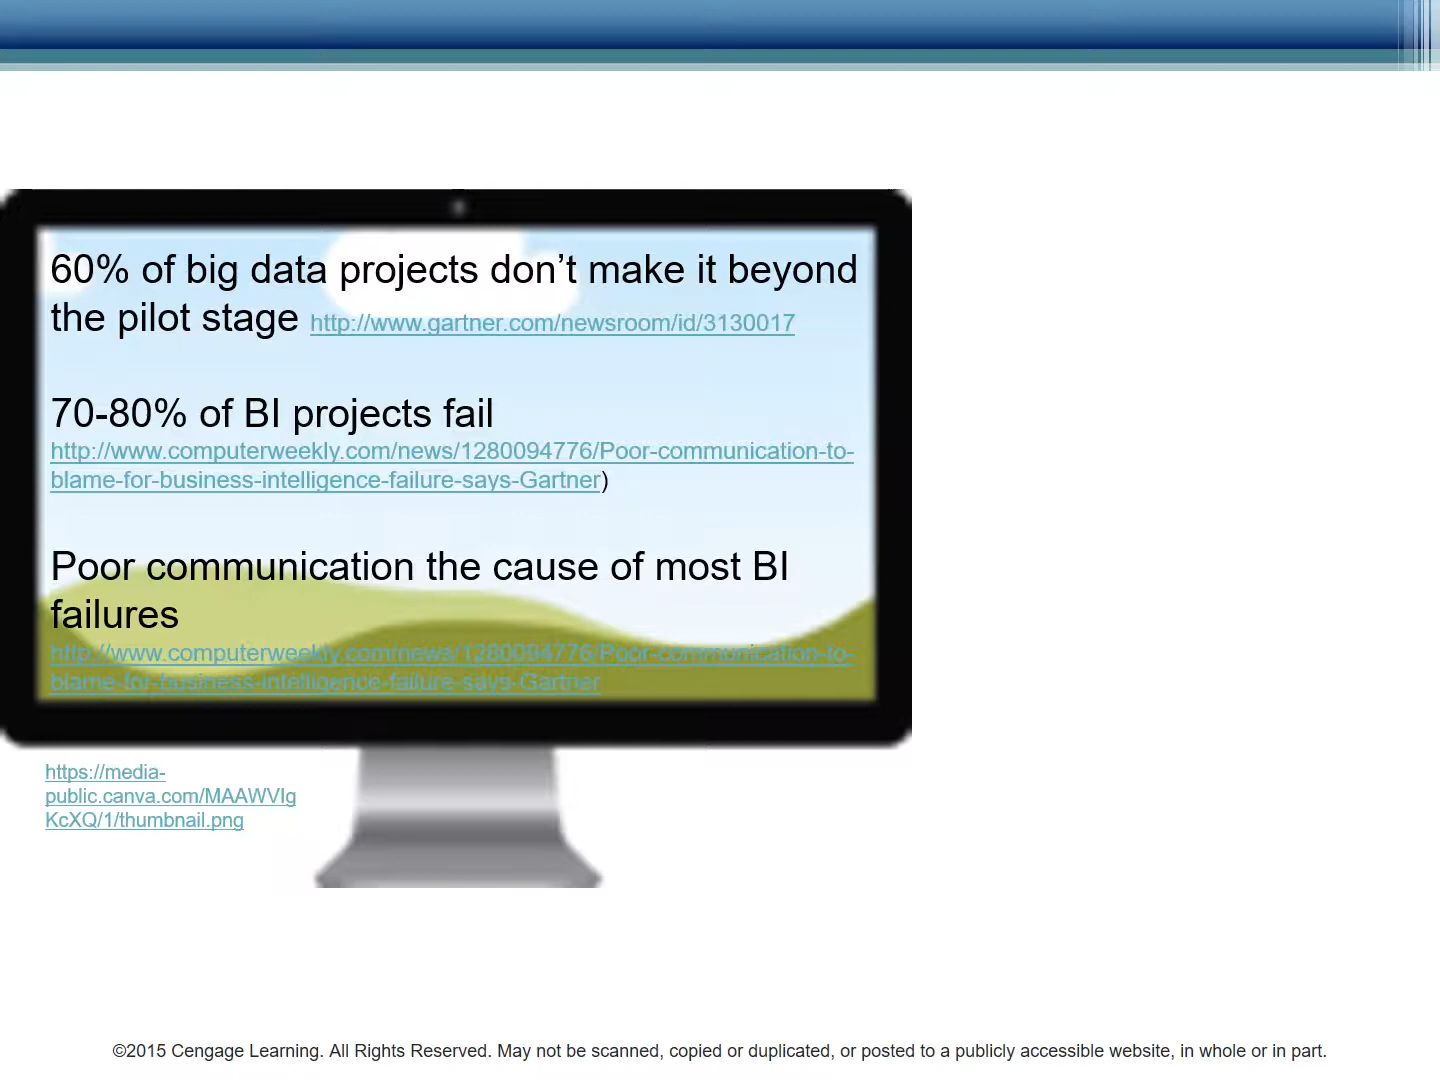 60% of big data projects don’t make it beyond
the pilot stage http://www.gartner.com/newsroom/id/3130017
70-80% of BI projects fail
http://www.computerweekly.com/news/1280094776/Poor-communication-to-
blame-for-business-intelligence-failure-says-Gartner)
Poor communication the cause of most BI
failures
http://www.computerweekly.com/news/1280094776/Poor-communication-to-
blame-for-business-intelligence-failure-says-Gartner
https://media-
public.canva.com/MAAWVIg
KcXQ/1/thumbnail.png
©2015 Cengage Learning. All Rights Reserved. May not be scanned, copied or duplicated, or posted to a publicly accessible website, in whole or in part.